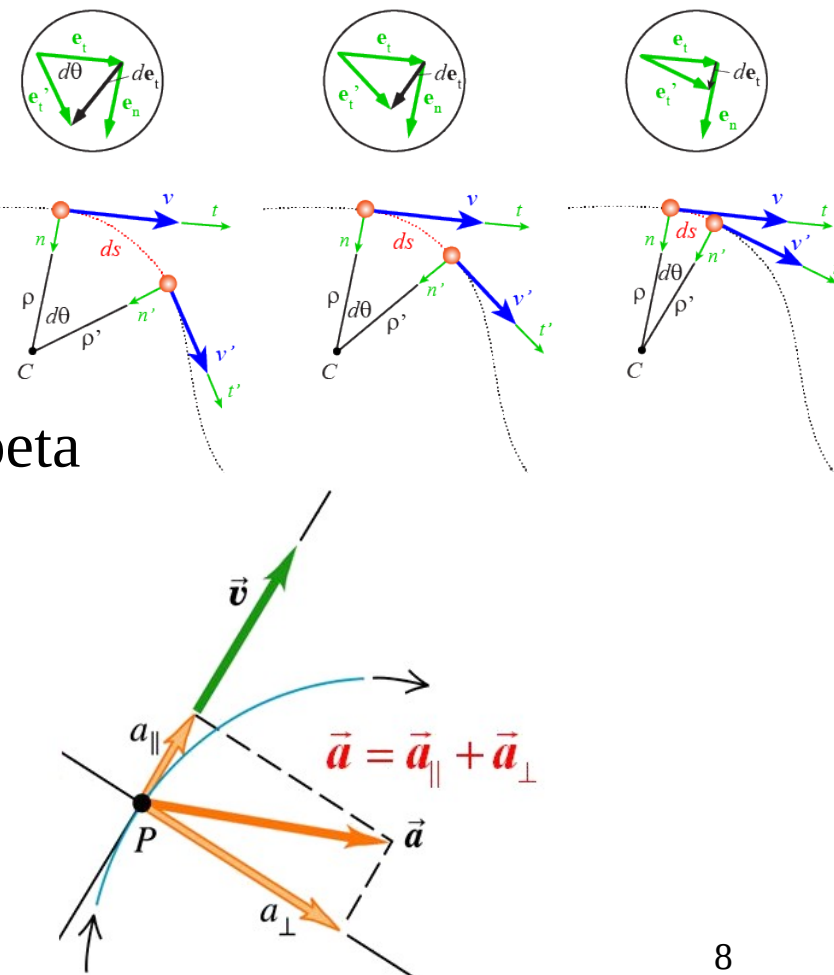 e_t e_t e_t
dθ de_t de_t de_t
e_t' e_t' e_t'
e_n e_n e_n
v t v t v
n ds n ds n ds v'
ρ dθ n' ρ dθ n' ρ dθ n'
ρ' ρ' ρ'
C v' t' C v' t' C
eta
v⃗
a∥
a⃗ = a⃗∥ + a⃗⊥
P a⃗
a⊥
8